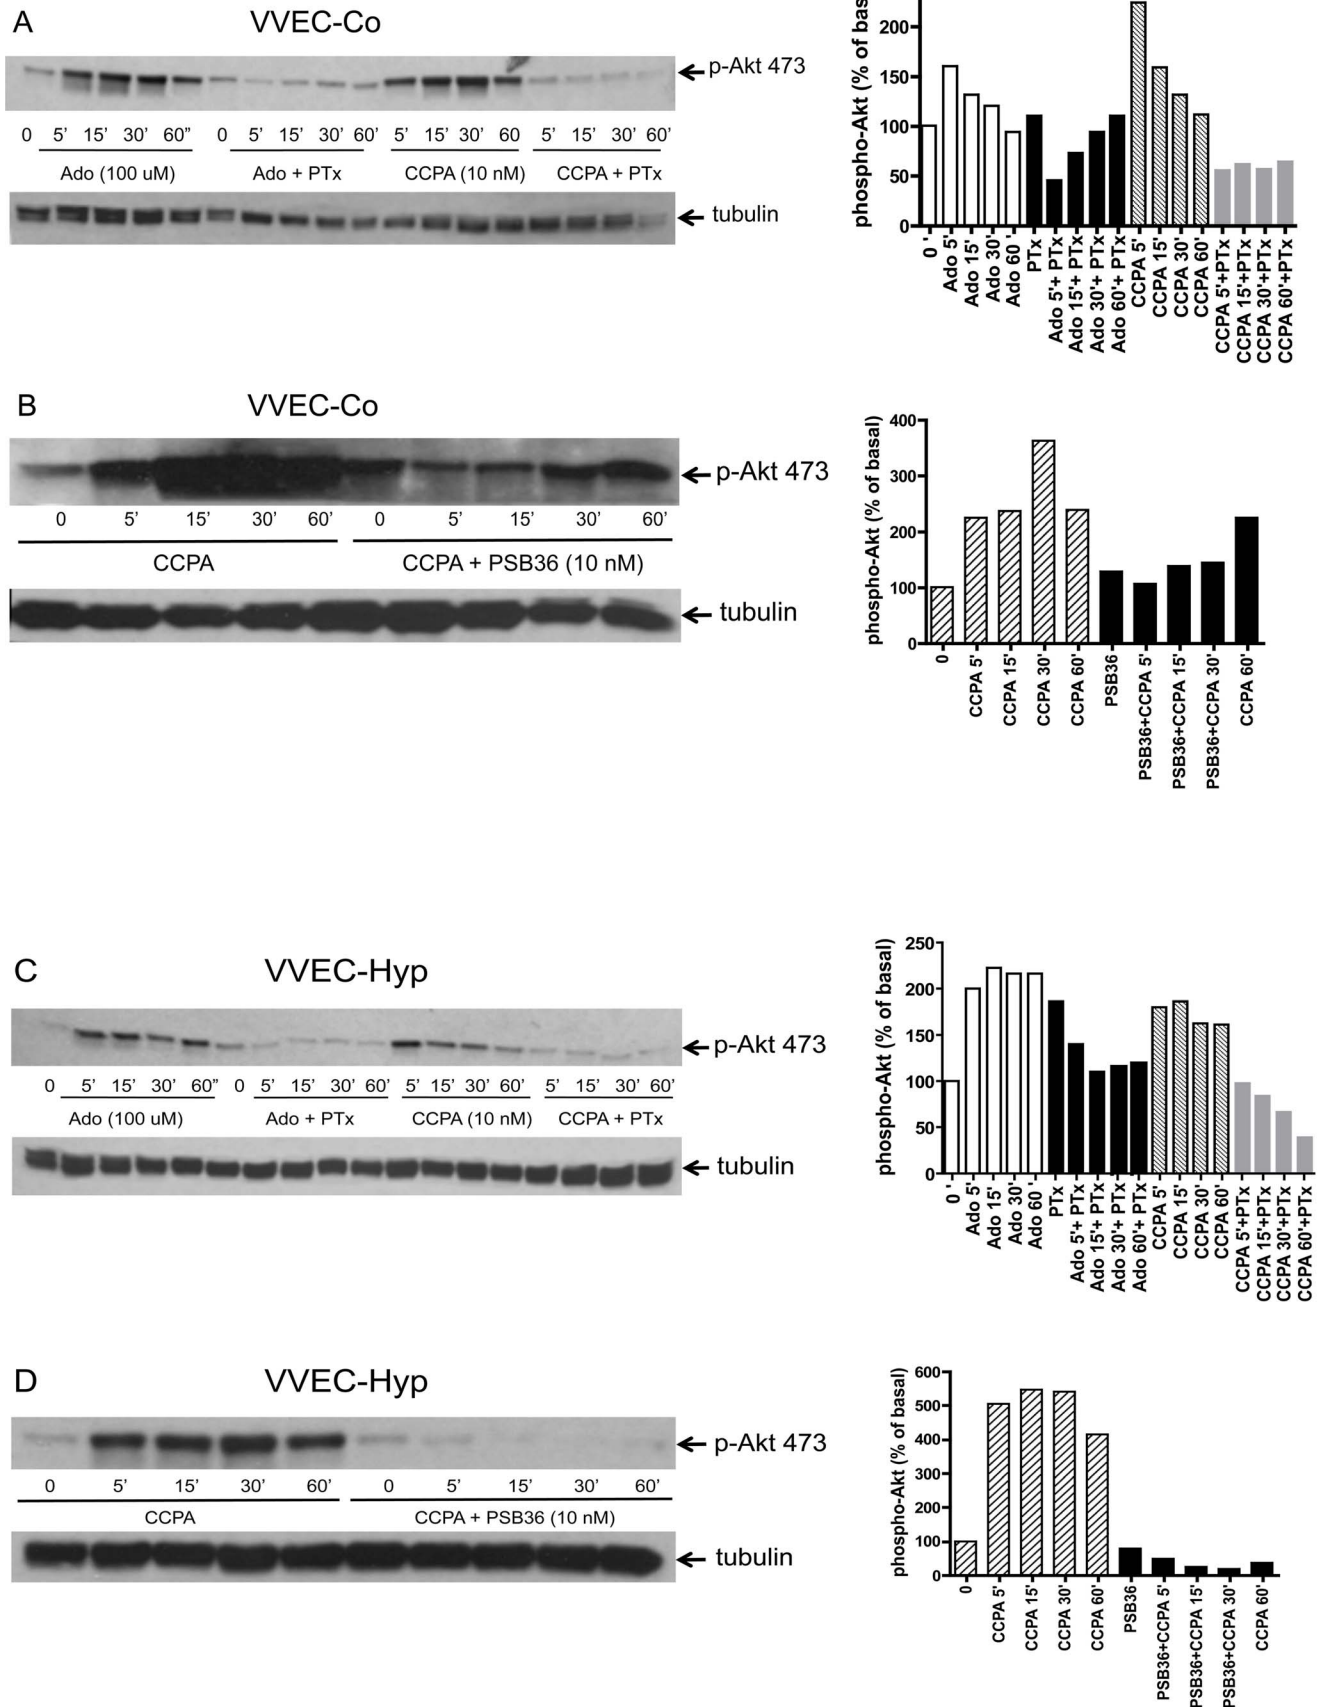 A
VVEC-Co
p-Akt 473
0 5’ 15’ 30’ 60” 0 5’ 15’ 30’ 60’ 5’ 15’ 30’ 60 5’ 15’ 30’ 60’
Ado (100 uM) Ado + PTx CCPA (10 nM) CCPA + PTx
tubulin
phospho-Akt (% of bas
200
150
100
50
0
0 '
Ado 5'
Ado 15'
Ado 30'
Ado 60 '
PTx
Ado 5'+ PTx
Ado 15'+ PTx
Ado 30'+ PTx
Ado 60'+ PTx
CCPA 5'
CCPA 15'
CCPA 30'
CCPA 60'
CCPA 5'+PTx
CCPA 15'+PTx
CCPA 30'+PTx
CCPA 60'+PTx
B
VVEC-Co
p-Akt 473
0 5’ 15’ 30’ 60’ 0 5’ 15’ 30’ 60’
CCPA CCPA + PSB36 (10 nM)
tubulin
phospho-Akt (% of basal)
400
300
200
100
0
0
CCPA 5'
CCPA 15'
CCPA 30'
CCPA 60'
PSB36
PSB36+CCPA 5'
PSB36+CCPA 15'
PSB36+CCPA 30'
CCPA 60'
C
VVEC-Hyp
p-Akt 473
0 5’ 15’ 30’ 60” 0 5’ 15’ 30’ 60’ 5’ 15’ 30’ 60’ 5’ 15’ 30’ 60’
Ado (100 uM) Ado + PTx CCPA (10 nM) CCPA + PTx
tubulin
phospho-Akt (% of basal)
250
200
150
100
50
0
0 '
Ado 5'
Ado 15'
Ado 30'
Ado 60 '
PTx
Ado 5'+ PTx
Ado 15'+ PTx
Ado 30'+ PTx
Ado 60'+ PTx
CCPA 5'
CCPA 15'
CCPA 30'
CCPA 60'
CCPA 5'+PTx
CCPA 15'+PTx
CCPA 30'+PTx
CCPA 60'+PTx
D
VVEC-Hyp
p-Akt 473
0 5’ 15’ 30’ 60’ 0 5’ 15’ 30’ 60’
CCPA CCPA + PSB36 (10 nM)
tubulin
phospho-Akt (% of basal)
600
500
400
300
200
100
0
0
CCPA 5'
CCPA 15'
CCPA 30'
CCPA 60'
PSB36
PSB36+CCPA 5'
PSB36+CCPA 15'
PSB36+CCPA 30'
CCPA 60'